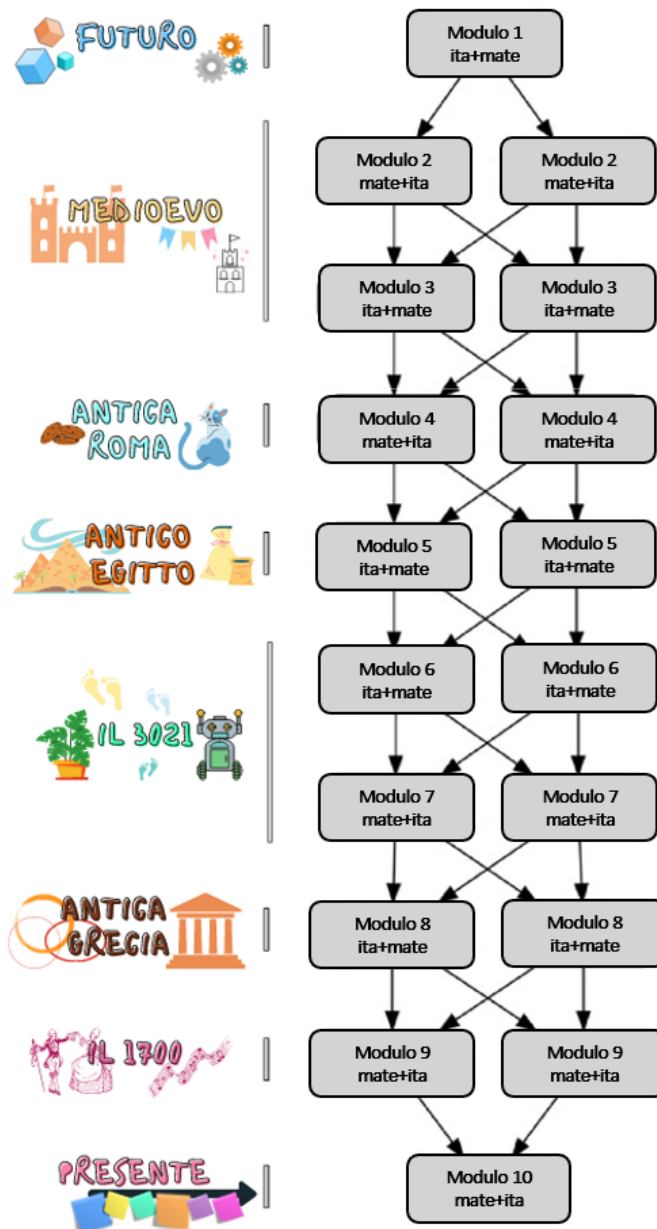 FUTURO
Modulo 1
ita+mate
Modulo 2
mate+ita
Modulo 2
mate+ita
MEDIOEVO
Modulo 3
ita+mate
Modulo 3
ita+mate
ANTICA
ROMA
Modulo 4
mate+ita
Modulo 4
mate+ita
ANTICO
EGITTO
Modulo 5
ita+mate
Modulo 5
ita+mate
IL 3021
Modulo 6
ita+mate
Modulo 6
ita+mate
Modulo 7
mate+ita
Modulo 7
mate+ita
ANTICA
GRECIA
Modulo 8
ita+mate
Modulo 8
ita+mate
IL 1700
Modulo 9
mate+ita
Modulo 9
mate+ita
PRESENTE
Modulo 10
mate+ita